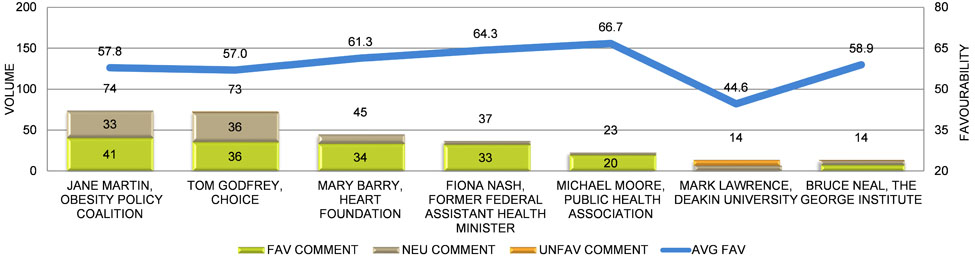 200
150
100
50
0
VOLUME
57.8
57.0
61.3
64.3
66.7
44.6
58.9
74
73
45
37
23
14
14
33
36
41
36
34
33
20
80
65
50
35
20
FAVOURABILITY
JANE MARTIN,
OBESITY POLICY
COALITION
TOM GODFREY,
CHOICE
MARY BARRY,
HEART
FOUNDATION
FIONA NASH,
FORMER FEDERAL
ASSISTANT HEALTH
MINISTER
MICHAEL MOORE,
PUBLIC HEALTH
ASSOCIATION
MARK LAWRENCE,
DEAKIN UNIVERSITY
BRUCE NEAL, THE
GEORGE INSTITUTE
FAV COMMENT
NEU COMMENT
UNFAV COMMENT
AVG FAV